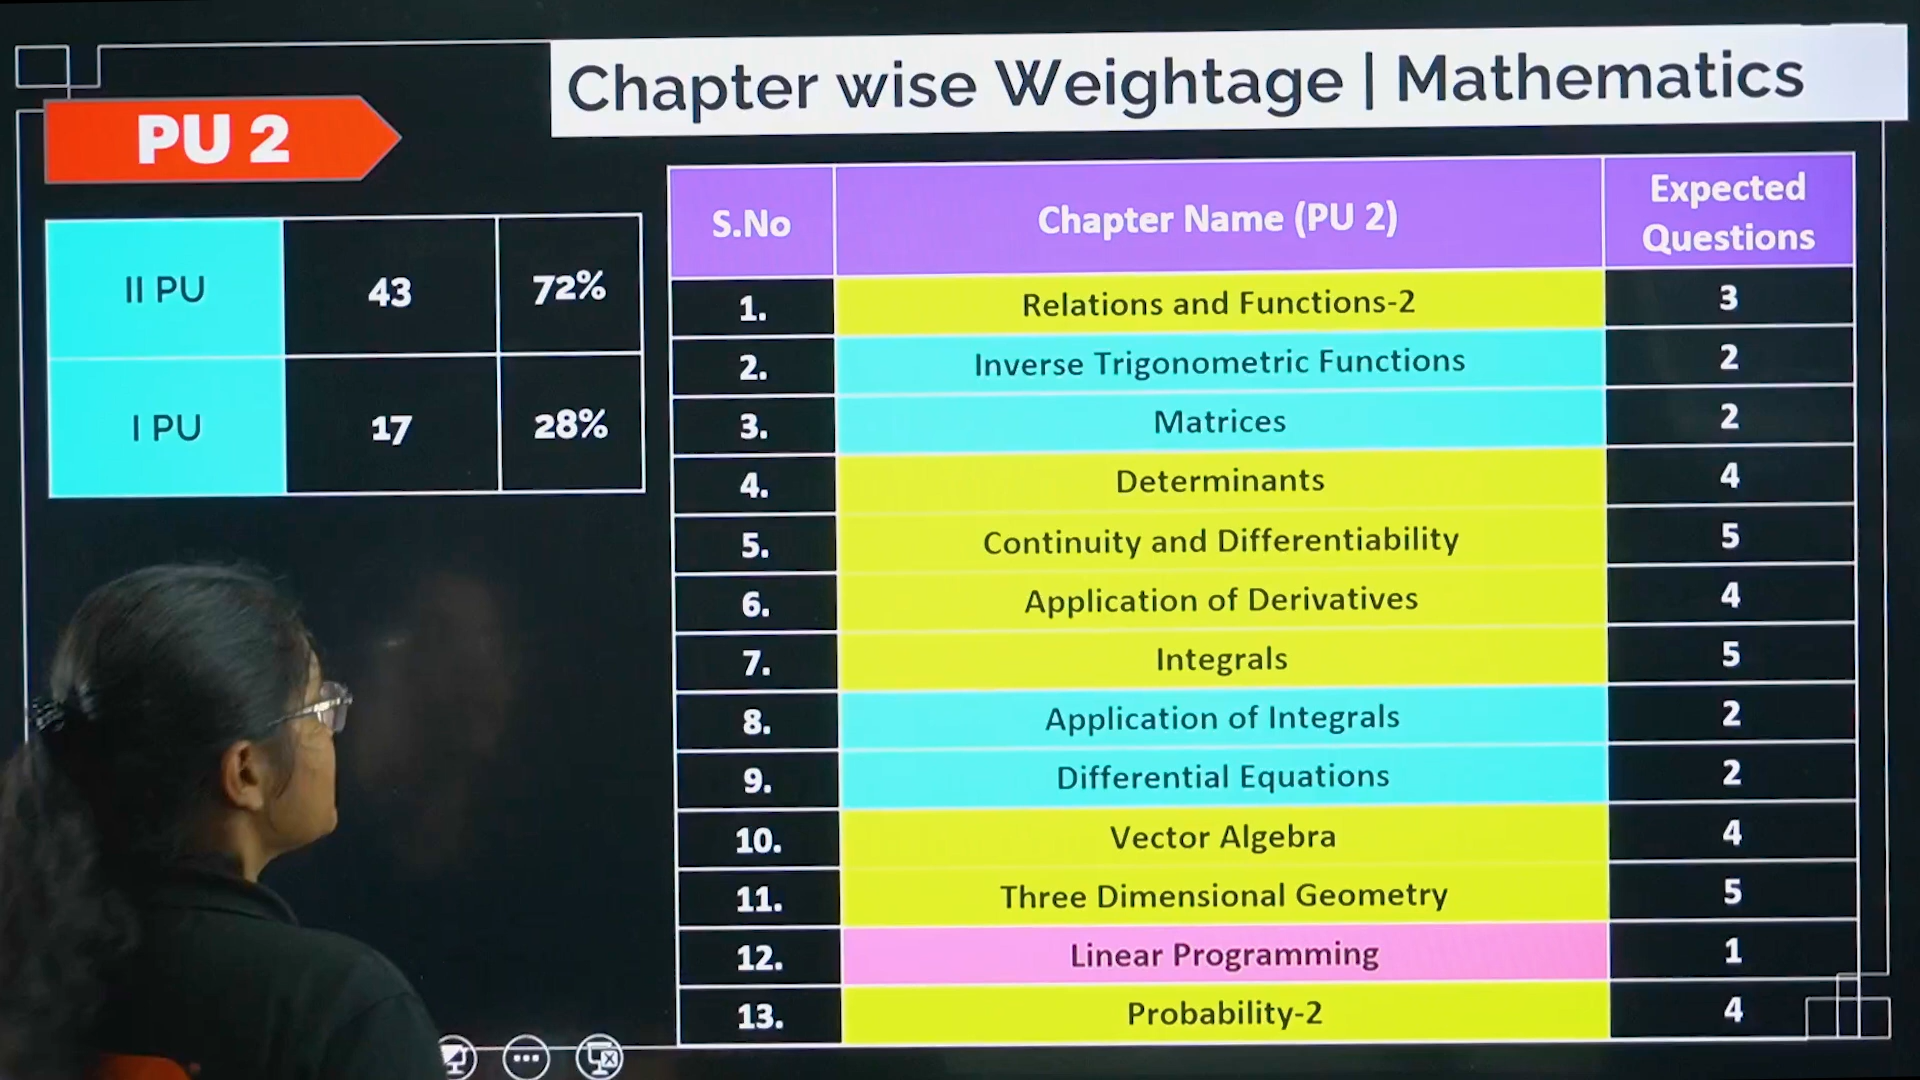 Chapter wise Weightage | Mathematics
PU 2
II PU 43 72%
I PU 17 28%
S.No Chapter Name (PU 2) Expected Questions
1. Relations and Functions-2 3
2. Inverse Trigonometric Functions 2
3. Matrices 2
4. Determinants 4
5. Continuity and Differentiability 5
6. Application of Derivatives 4
7. Integrals 5
8. Application of Integrals 2
9. Differential Equations 2
10. Vector Algebra 4
11. Three Dimensional Geometry 5
12. Linear Programming 1
13. Probability-2 4